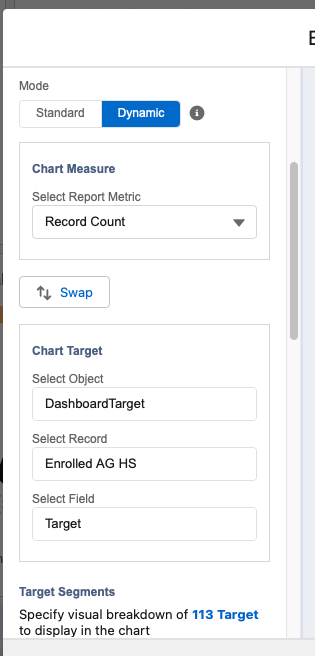 Mode
Standard
Dynamic
Chart Measure
Select Report Metric
Record Count
Swap
Chart Target
Select Object
DashboardTarget
Select Record
Enrolled AG HS
Select Field
Target
Target Segments
Specify visual breakdown of 113 Target
to display in the chart